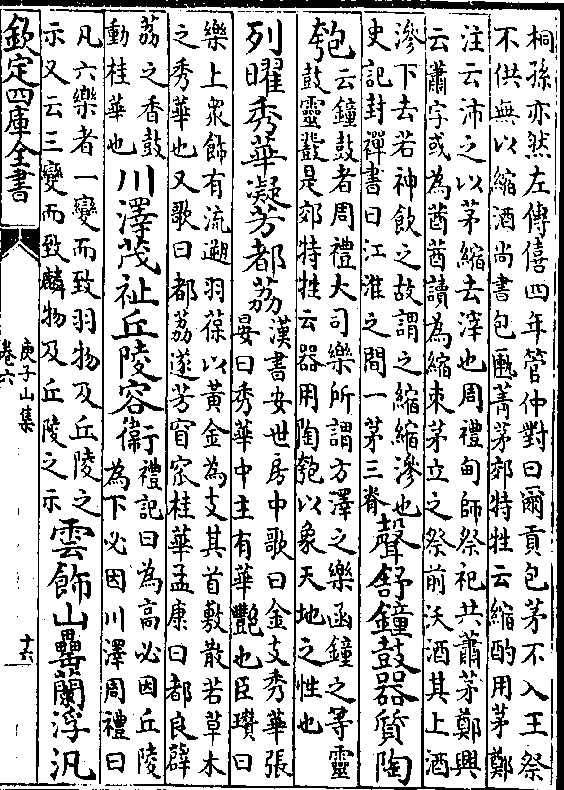 桐孫亦然左傳僖四年管仲對曰爾貢包茅不入王祭
不供無以縮酒尚書包匭菁茅郊特牲云縮酌用茅鄭
注云沛之以茅縮去滓也周禮甸師祭祀共蕭茅鄭興
云蕭字或為莤莤讀為縮束茅立之祭前沃酒其上酒
滲下去若神飲之故謂之縮縮滲也
史記封禪書曰江淮之間一茅三脊
聲舒鐘鼓器質陶
匏
云鐘鼓者周禮大司樂所謂方澤之樂函鐘之等靈
鼓靈鼗是郊特牲云器用陶匏以象天地之性也
列曜秀華凝芳都荔
漢書安世房中歌曰金支秀華張
晏曰秀華中主有華艷也臣瓚曰
樂上衆飾有流遡羽葆以黃金為支其首敷散若草木
之秀華也又歌曰都荔遂芳窅窊桂華孟康曰都良薜
荔之香鼓
動桂華也
川澤茂祉丘陵容衛
禮記曰為高必因丘陵
為下必因川澤周禮曰
凡六樂者一變而致羽物及丘陵之
示又云三變而致鱗物及丘陵之示
雲飾山罍蘭浮汎
欽定四庫全書
庾子山集
卷六
十六